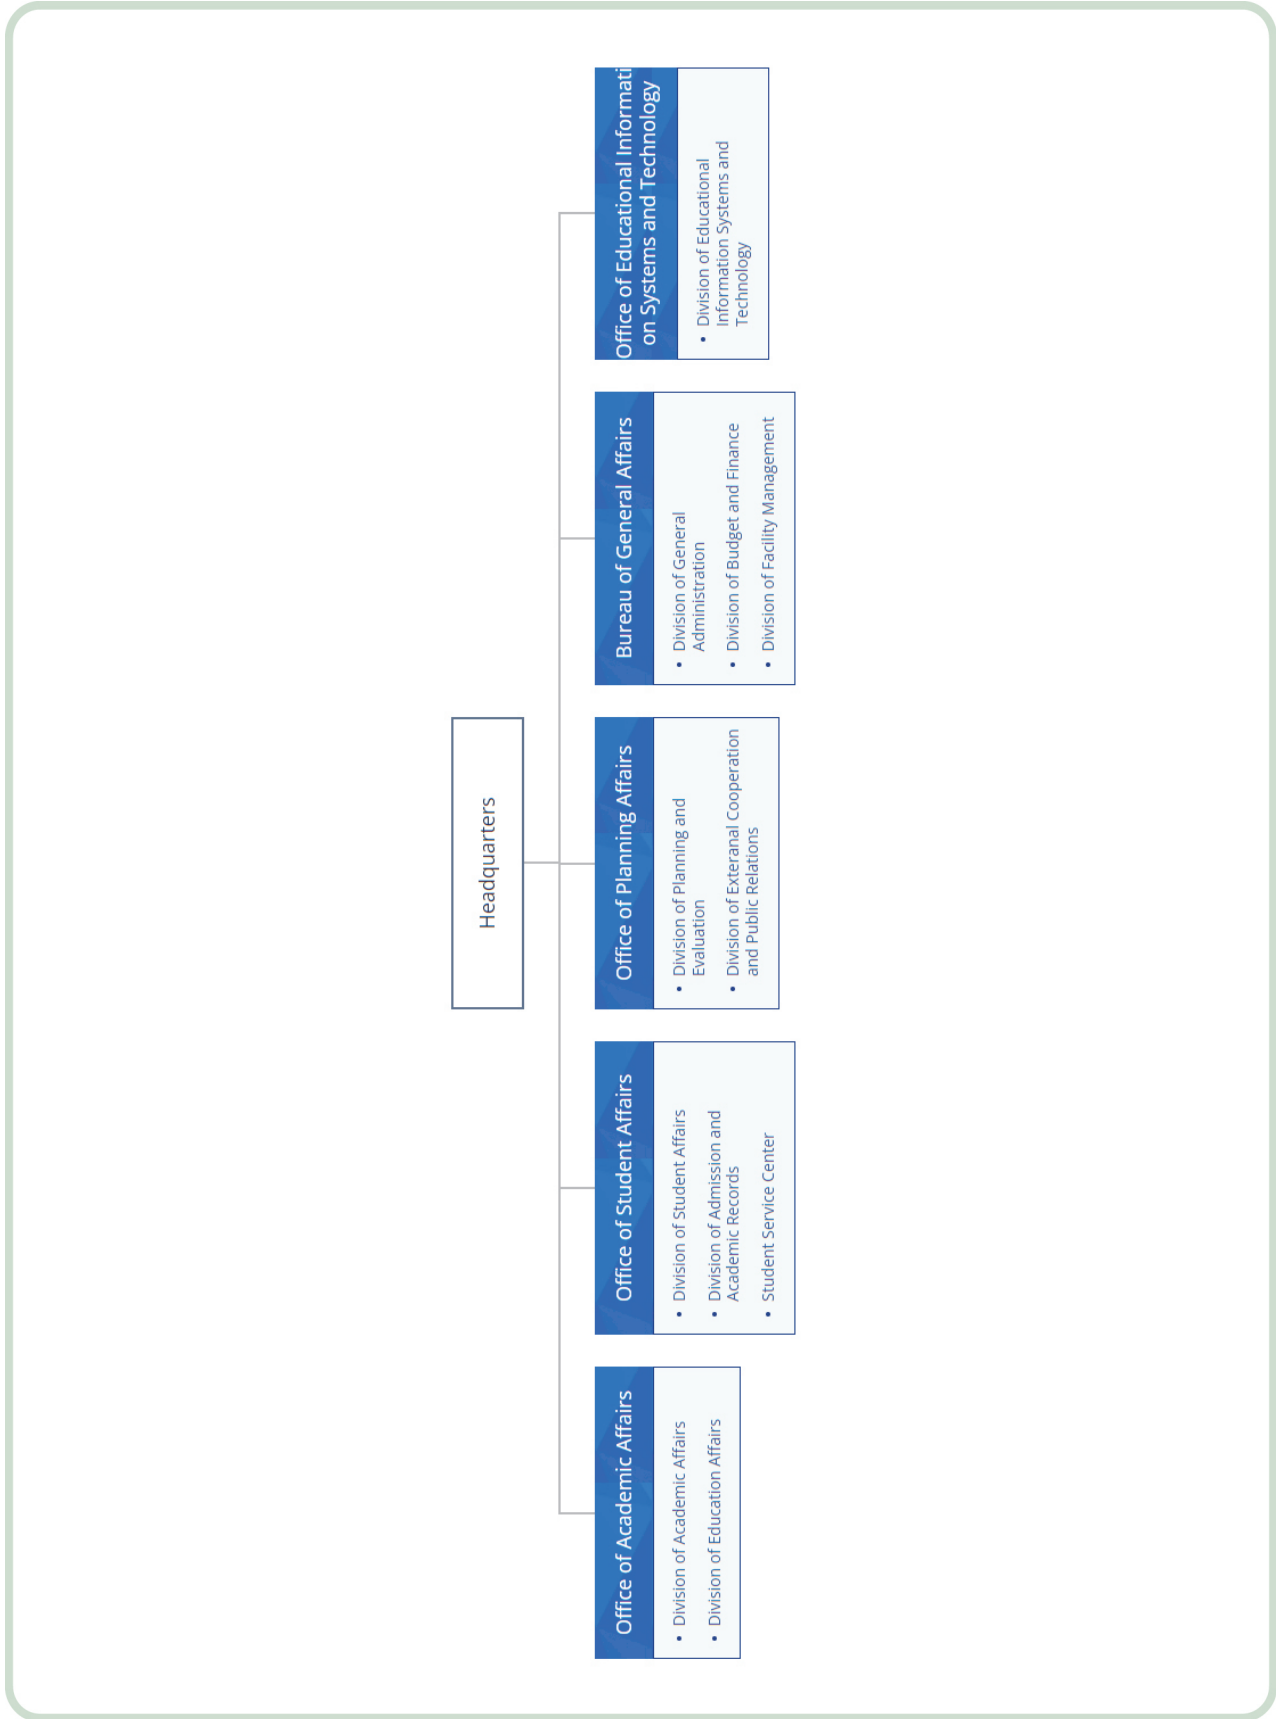 Headquarters
Office of Academic Affairs
• Division of Academic Affairs
• Division of Education Affairs
Office of Student Affairs
• Division of Student Affairs
• Division of Admission and
Academic Records
• Student Service Center
Office of Planning Affairs
• Division of Planning and
Evaluation
• Division of Exteranal Cooperation
and Public Relations
Bureau of General Affairs
• Division of General
Administration
• Division of Budget and Finance
• Division of Facility Management
Office of Educational Informati
on Systems and Technology
• Division of Educational
Information Systems and
Technology